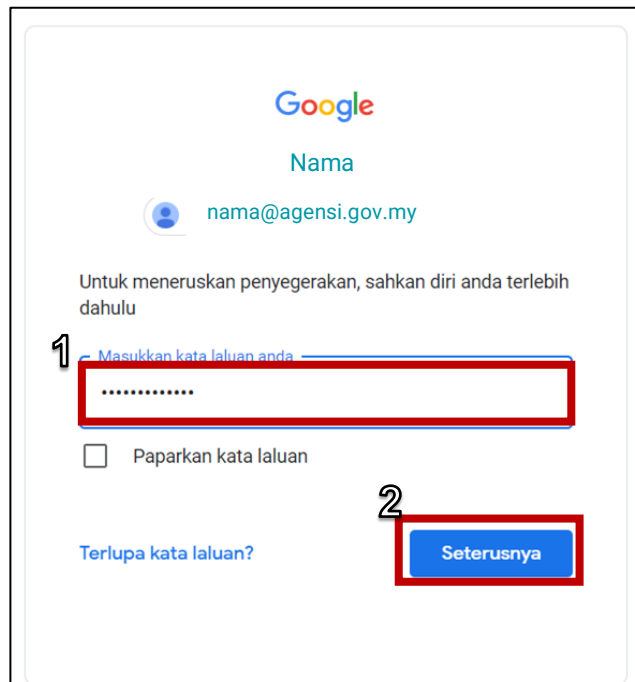 Google
Nama
nama@agensi.gov.my
Untuk meneruskan penyegerakan, sahkan diri anda terlebih
dahulu
1
Masukkan kata laluan anda
•••••••••••••
Paparkan kata laluan
2
Terlupa kata laluan?
Seterusnya